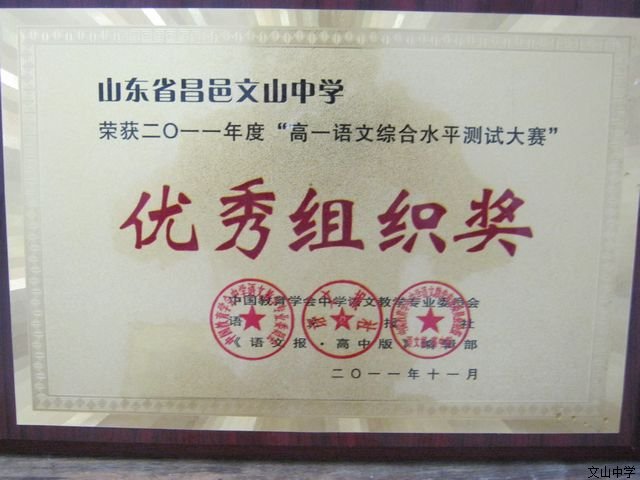 山东省昌邑文山中学
荣获二〇一一年度“高一语文综合水平测试大赛”
优秀组织奖
中国教育学会中学语文教学专业委员会
语文报社
《语文报·高中版》编辑部
二〇一一年十一月
文山中学